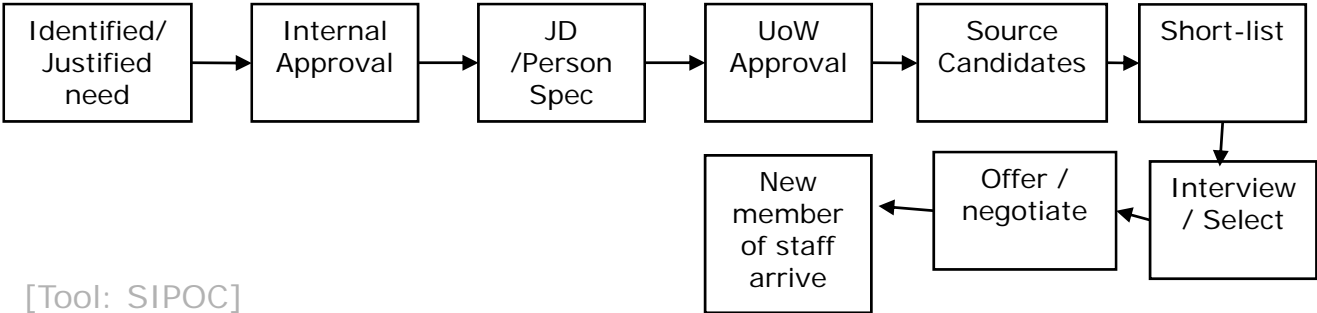 Identified/
Justified
need
Internal
Approval
JD
/Person
Spec
UoW
Approval
Source
Candidates
Short-list
Interview
/ Select
Offer /
negotiate
New
member
of staff
arrive
[Tool: SIPOC]